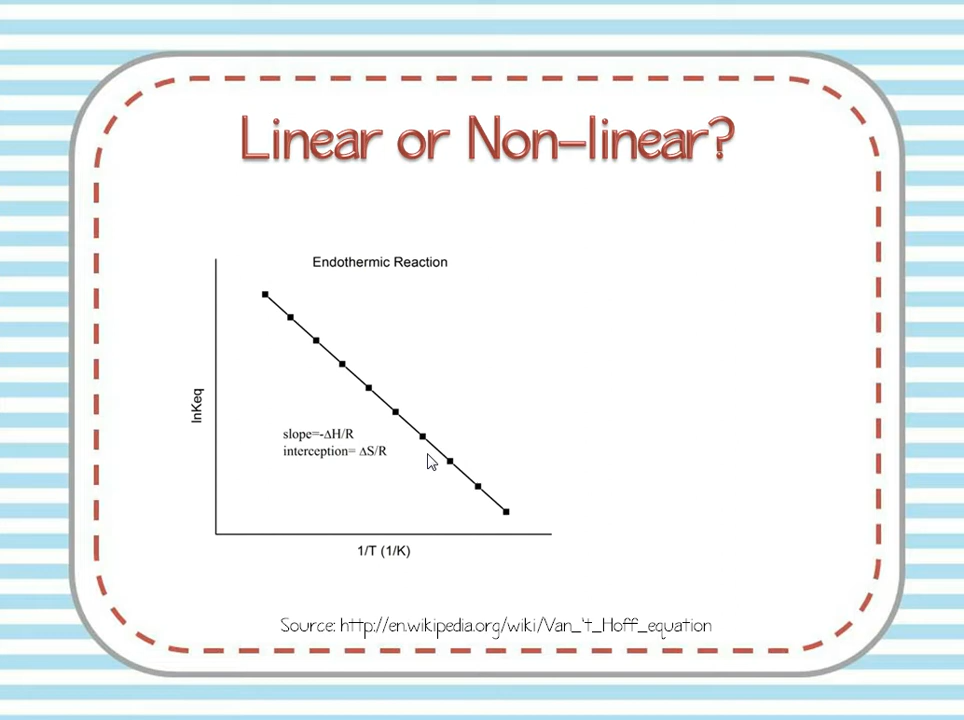 Linear or Non-linear?
Endothermic Reaction
lnKeq
slope=-ΔH/R
interception= ΔS/R
1/T (1/K)
Source: http://en.wikipedia.org/wiki/Van_'t_Hoff_equation